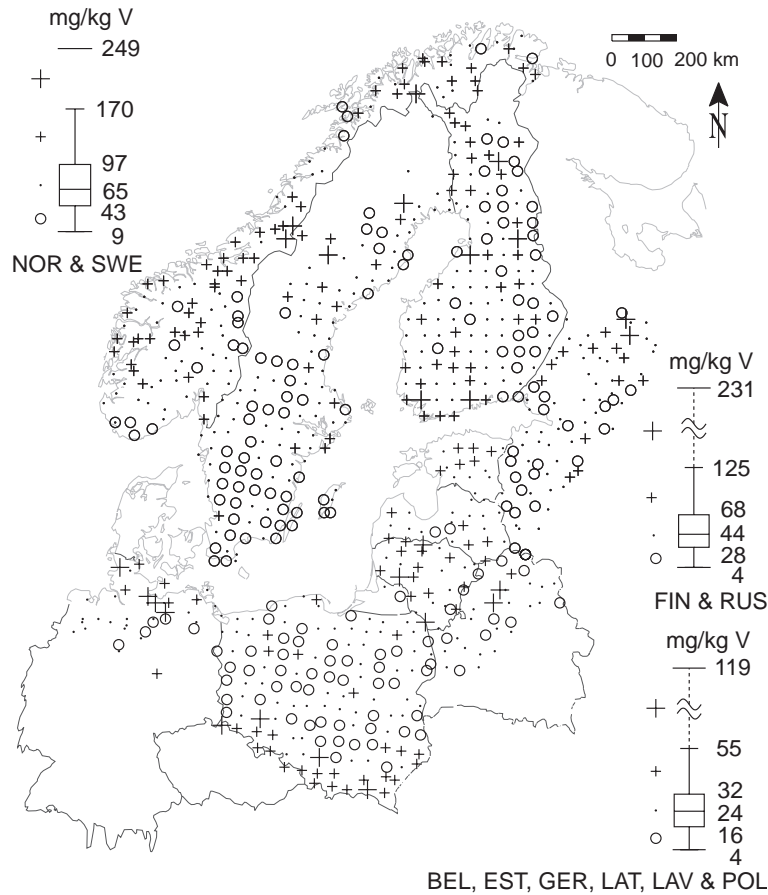 mg/kg V
249
170
97
65
43
9
NOR & SWE
0 100 200 km
N
mg/kg V
231
125
68
44
28
4
FIN & RUS
mg/kg V
119
55
32
24
16
4
BEL, EST, GER, LAT, LAV & POL